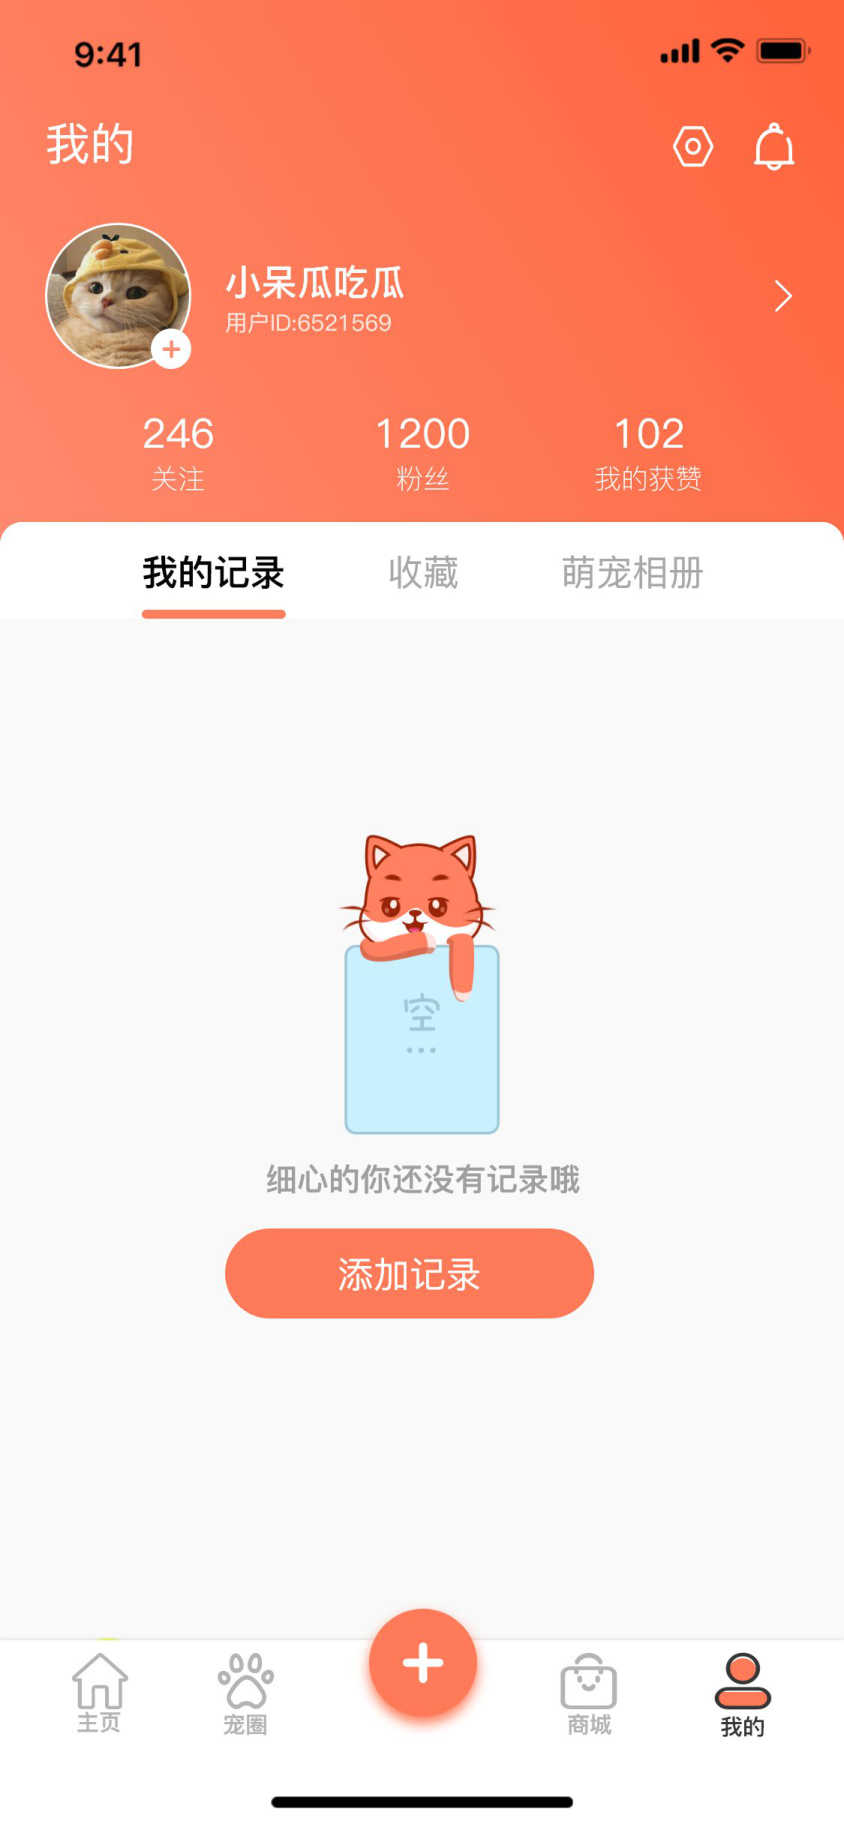 9:41
我的
小呆瓜吃瓜
用户ID:6521569
246 1200 102
关注 粉丝 我的获赞
我的记录 收藏 萌宠相册
空
...
细心的你还没有记录哦
添加记录
主页 宠圈 商城 我的